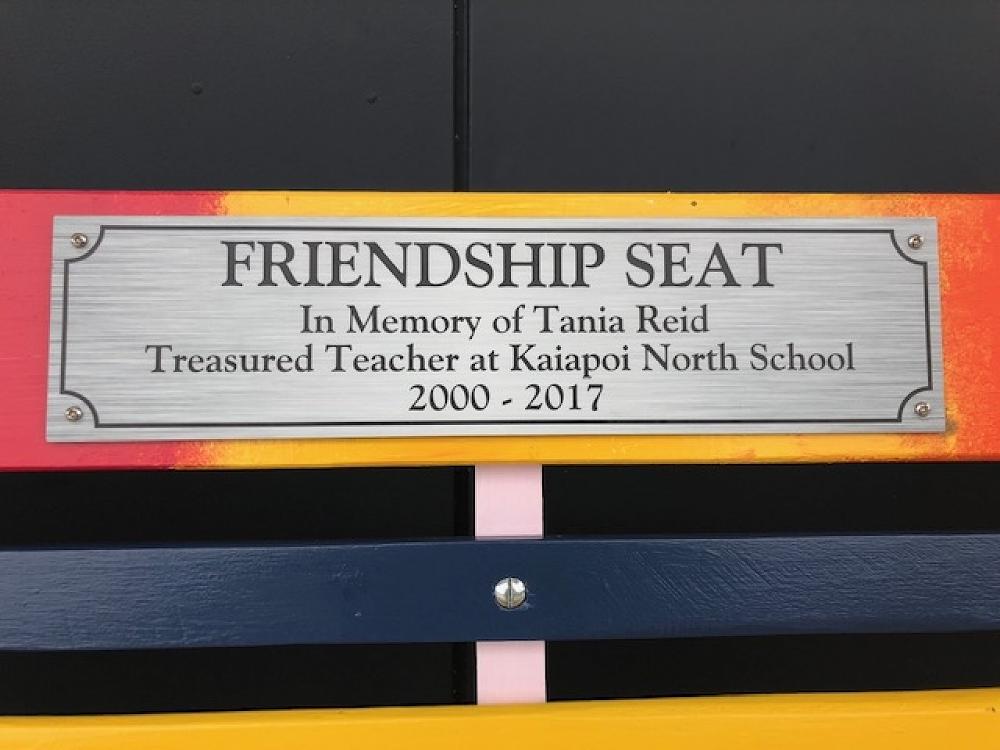 FRIENDSHIP SEAT
In Memory of Tania Reid
Treasured Teacher at Kaiapoi North School
2000 - 2017